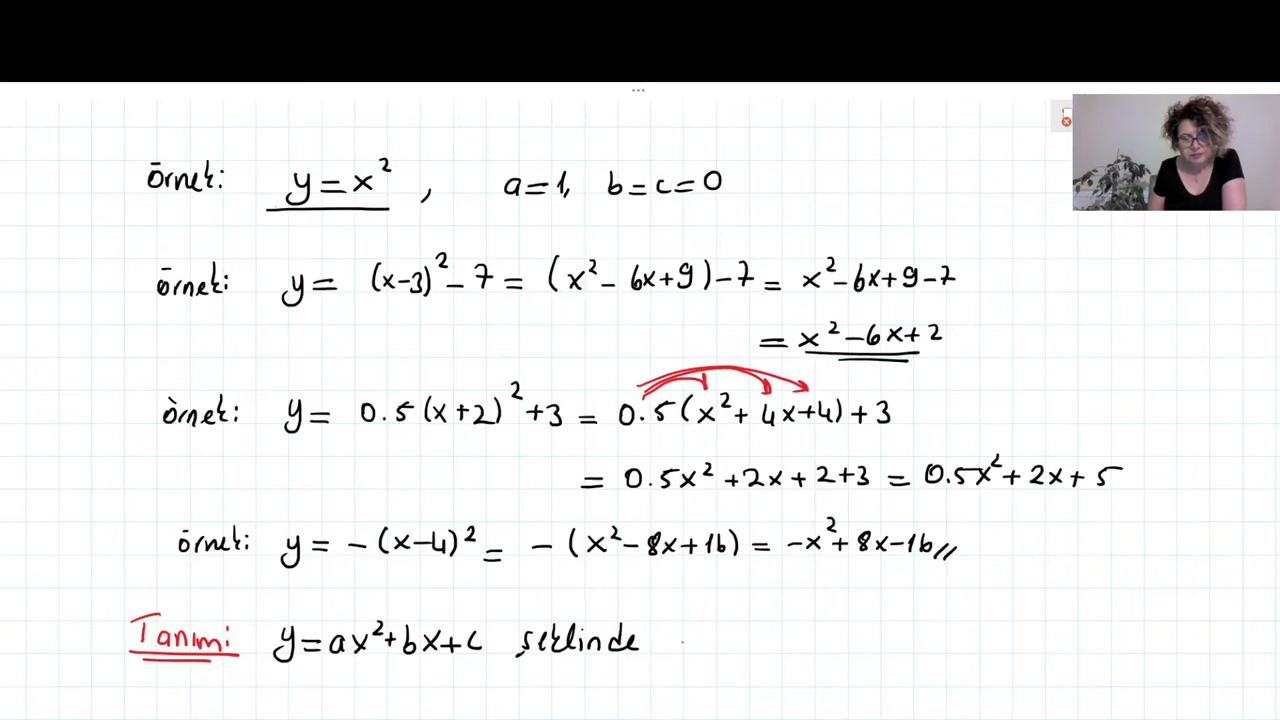 Örnek: y = x² , a=1, b=c=0
Örnek: y = (x-3)² - 7 = (x² - 6x+9) - 7 = x² - 6x + 9 - 7
= x² - 6x + 2
Örnek: y = 0.5(x+2)² + 3 = 0.5(x² + 4x+4) + 3
= 0.5x² + 2x + 2 + 3 = 0.5x² + 2x + 5
Örnek: y = -(x-4)² = -(x² - 8x + 16) = -x² + 8x - 16 //
Tanım: y = ax² + bx + c şeklinde